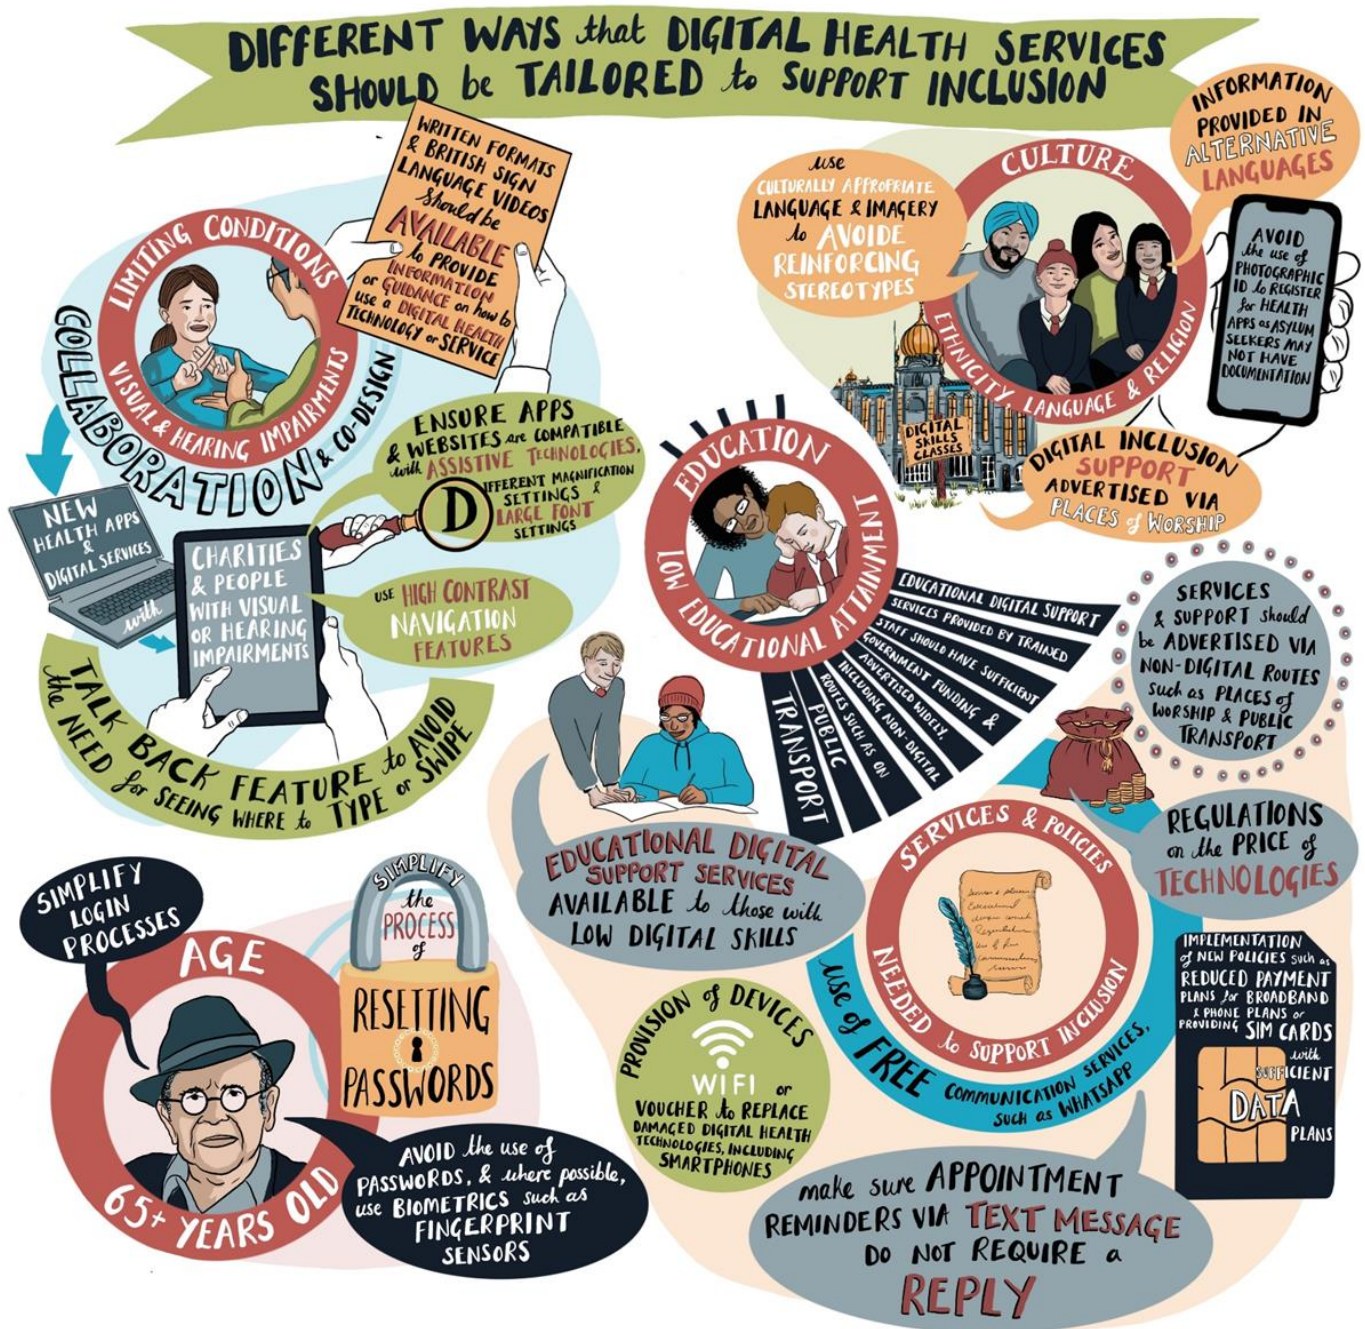 DIFFERENT WAYS that DIGITAL HEALTH SERVICES
SHOULD be TAILORED to SUPPORT INCLUSION
LIMITING CONDITIONS
VISUAL & HEARING IMPAIRMENTS
WRITTEN FORMATS
& BRITISH SIGN
LANGUAGE VIDEOS
should be
AVAILABLE
to PROVIDE
INFORMATION
or GUIDANCE on how to
use a DIGITAL HEALTH
TECHNOLOGY or SERVICE
COLLABORATION & CO-DESIGN
NEW
HEALTH APPS
&
DIGITAL SERVICES
with
CHARITIES
& PEOPLE
WITH VISUAL
OR HEARING
IMPAIRMENTS
ENSURE APPS
& WEBSITES are COMPATIBLE
with ASSISTIVE TECHNOLOGIES.
DIFFERENT MAGNIFICATION
SETTINGS &
LARGE FONT
SETTINGS
USE HIGH CONTRAST
NAVIGATION
FEATURES
TALK BACK FEATURE to AVOID
the NEED for SEEING WHERE to TYPE or SWIPE
CULTURE
ETHNICITY, LANGUAGE & RELIGION
use
CULTURALLY APPROPRIATE
LANGUAGE & IMAGERY
to AVOIDE
REINFORCING
STEREOTYPES
INFORMATION
PROVIDED IN
ALTERNATIVE
LANGUAGES
AVOID
the use of
PHOTOGRAPHIC
ID to REGISTER
for HEALTH
APPS as ASYLUM
SEEKERS MAY
NOT HAVE
DOCUMENTATION
DIGITAL
SKILLS
CLASSES
DIGITAL INCLUSION
SUPPORT
ADVERTISED VIA
PLACES of WORSHIP
EDUCATION
LOW EDUCATIONAL ATTAINMENT
EDUCATIONAL DIGITAL SUPPORT
SERVICES PROVIDED BY TRAINED
STAFF SHOULD HAVE SUFFICIENT
GOVERNMENT FUNDING &
ADVERTISED WIDELY,
INCLUDING NON-DIGITAL
ROUTES SUCH AS ON
PUBLIC
TRANSPORT
EDUCATIONAL DIGITAL
SUPPORT SERVICES
AVAILABLE to those with
LOW DIGITAL SKILLS
SERVICES
& SUPPORT should
be ADVERTISED VIA
NON-DIGITAL ROUTES
such as PLACES of
WORSHIP & PUBLIC
TRANSPORT
SERVICES & POLICIES
NEEDED to SUPPORT INCLUSION
REGULATIONS
on the PRICE of
TECHNOLOGIES
IMPLEMENTATION
of NEW POLICIES such as
REDUCED PAYMENT
PLANS for BROADBAND
& PHONE PLANS or
PROVIDING SIM CARDS
with
SUFFICIENT
DATA
PLANS
use of FREE COMMUNICATION SERVICES,
such as WHATSAPP
PROVISION of DEVICES
WIFI or
VOUCHER to REPLACE
DAMAGED DIGITAL HEALTH
TECHNOLOGIES, INCLUDING
SMARTPHONES
make sure APPOINTMENT
REMINDERS VIA TEXT MESSAGE
DO NOT REQUIRE a
REPLY
AGE
65+ YEARS OLD
SIMPLIFY
LOGIN
PROCESSES
SIMPLIFY
the
PROCESS
of
RESETTING
PASSWORDS
AVOID the use of
PASSWORDS, & where possible,
use BIOMETRICS such as
FINGERPRINT
SENSORS